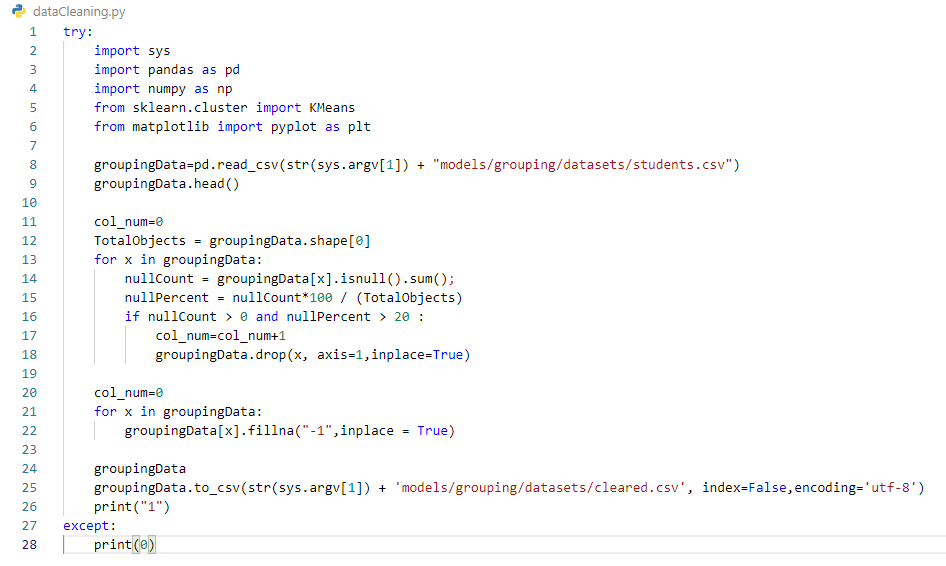 dataCleaning.py
1 try:
2 import sys
3 import pandas as pd
4 import numpy as np
5 from sklearn.cluster import KMeans
6 from matplotlib import pyplot as plt
7
8 groupingData=pd.read_csv(str(sys.argv[1]) + "models/grouping/datasets/students.csv")
9 groupingData.head()
10
11 col_num=0
12 TotalObjects = groupingData.shape[0]
13 for x in groupingData:
14 nullCount = groupingData[x].isnull().sum();
15 nullPercent = nullCount*100 / (TotalObjects)
16 if nullCount > 0 and nullPercent > 20 :
17 col_num=col_num+1
18 groupingData.drop(x, axis=1,inplace=True)
19
20 col_num=0
21 for x in groupingData:
22 groupingData[x].fillna("-1",inplace = True)
23
24 groupingData
25 groupingData.to_csv(str(sys.argv[1]) + 'models/grouping/datasets/cleared.csv', index=False,encoding='utf-8')
26 print("1")
27 except:
28 print(0)